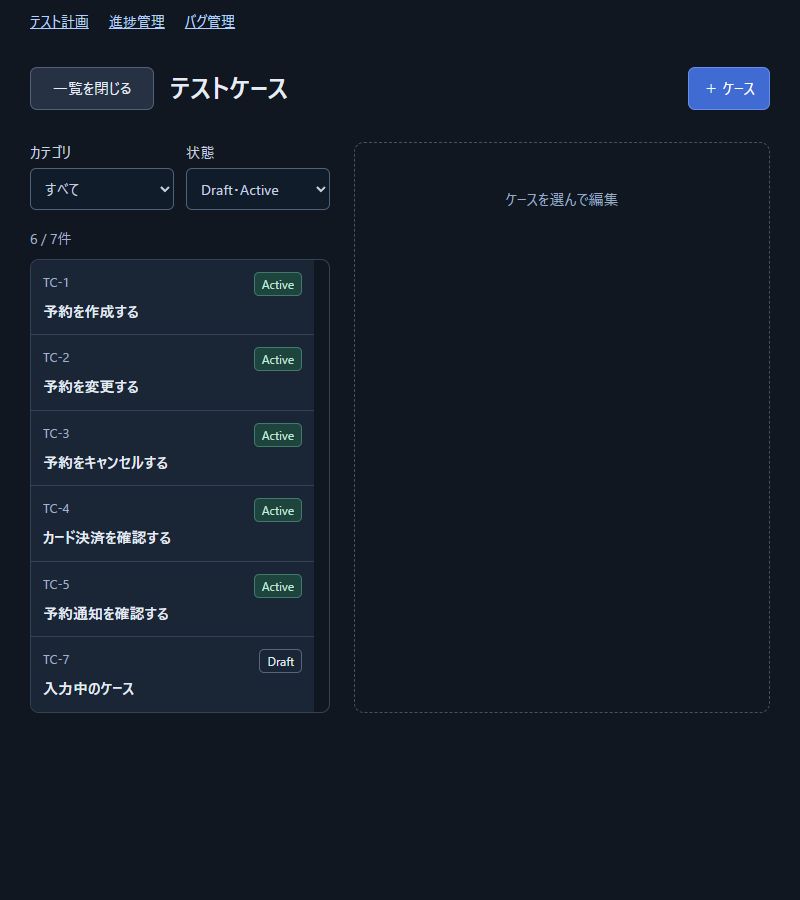 テスト計画 進捗管理 バグ管理
一覧を閉じる テストケース ＋ ケース
カテゴリ 状態
すべて Draft・Active
6 / 7件
TC-1 Active
予約を作成する
TC-2 Active
予約を変更する
TC-3 Active
予約をキャンセルする
TC-4 Active
カード決済を確認する
TC-5 Active
予約通知を確認する
TC-7 Draft
入力中のケース
ケースを選んで編集